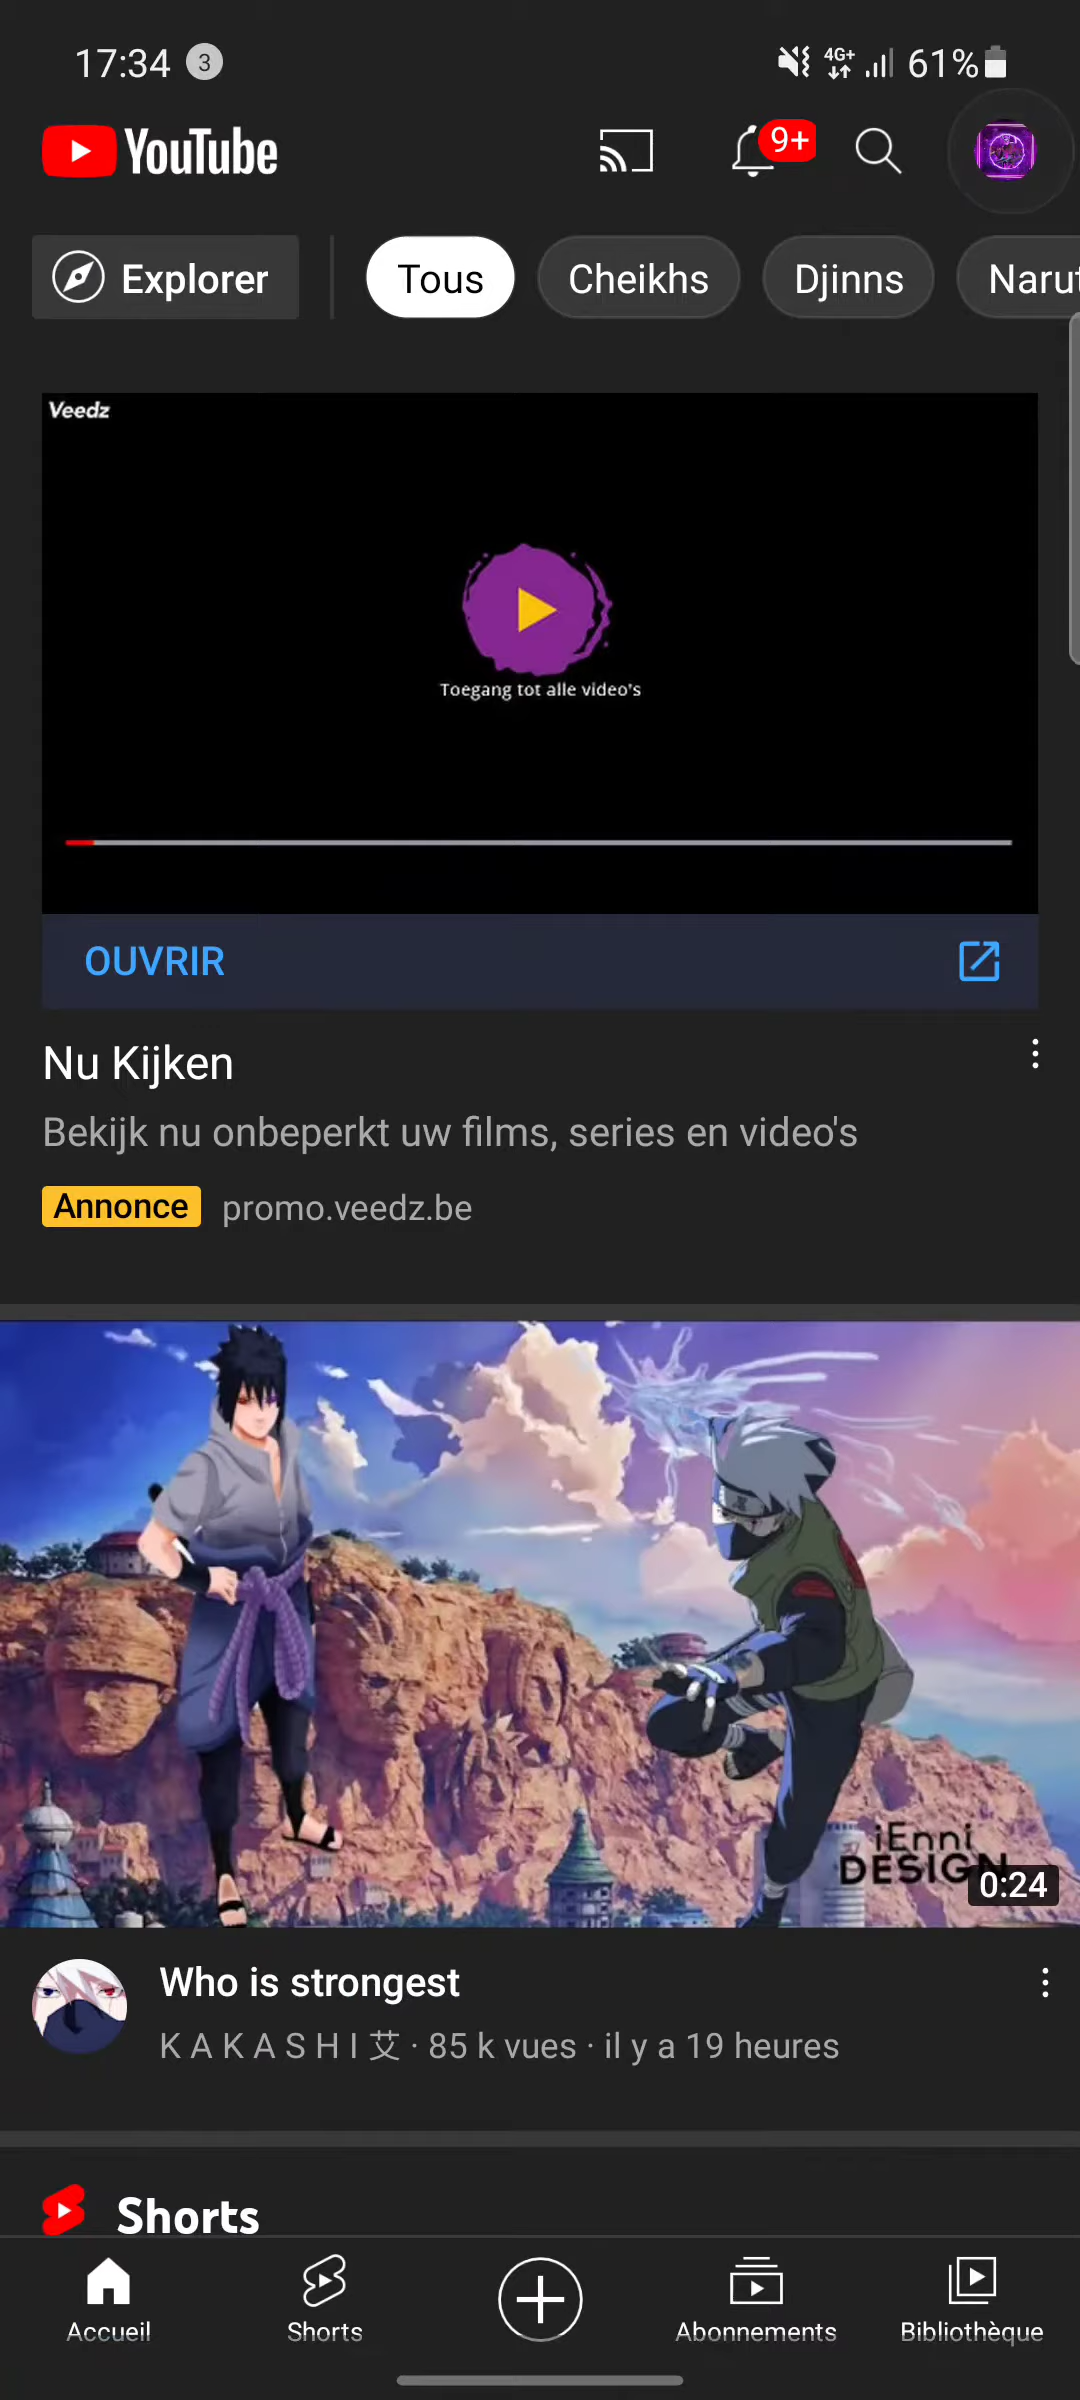 17:34 3 4G+ 61%
YouTube 9+
Explorer Tous Cheikhs Djinns Narut
Veedz
Toegang tot alle video's
OUVRIR
Nu Kijken
Bekijk nu onbeperkt uw films, series en video's
Annonce promo.veedz.be
iEnni
DESIGN
0:24
Who is strongest
K A K A S H I 艾 · 85 k vues · il y a 19 heures
Shorts
Accueil Shorts Abonnements Bibliothèque